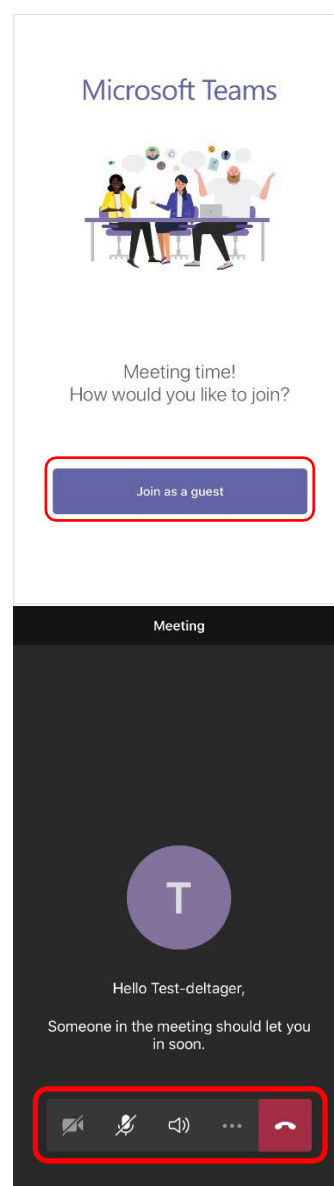 Microsoft Teams
Meeting time!
How would you like to join?
Join as a guest
Meeting
T
Hello Test-deltager,
Someone in the meeting should let you
in soon.